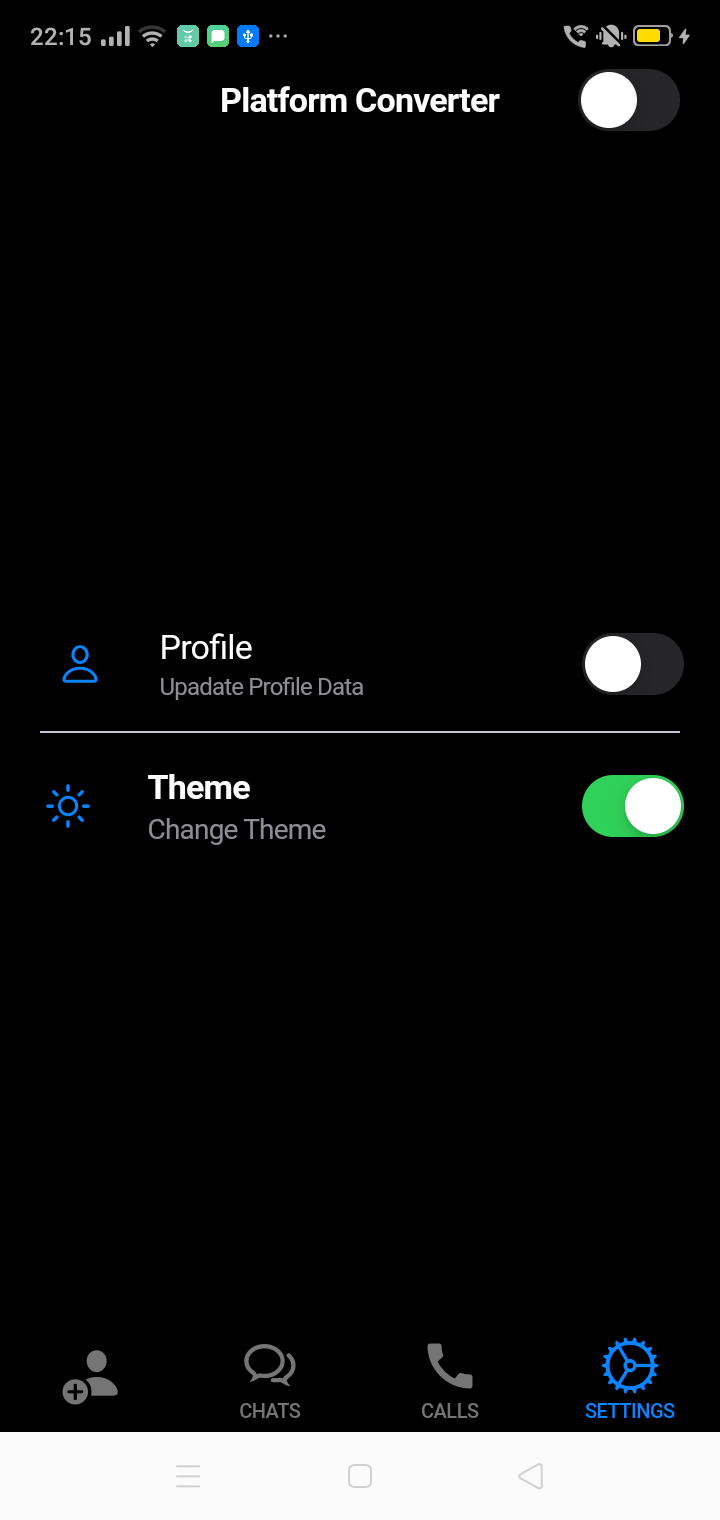 22:15
Platform Converter
Profile
Upadate Profile Data
Theme
Change Theme
CHATS
CALLS
SETTINGS